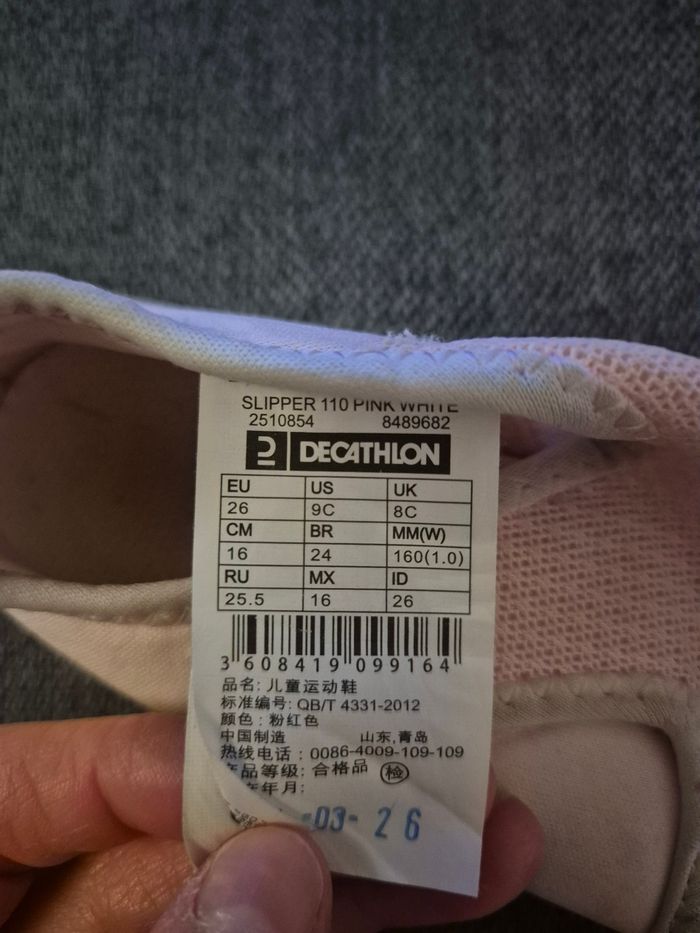 SLIPPER 110 PINK WHITE
2510854 8489682
DECATHLON
EU US UK
26 9C 8C
CM BR MM(W)
16 24 160(1.0)
RU MX ID
25.5 16 26
3 608419 099164
品名: 儿童运动鞋
标准编号: QB/T 4331-2012
颜色: 粉红色
中国制造 山东,青岛
热线电话: 0086-4009-109-109
产品等级: 合格品 检
年月:
-03-26